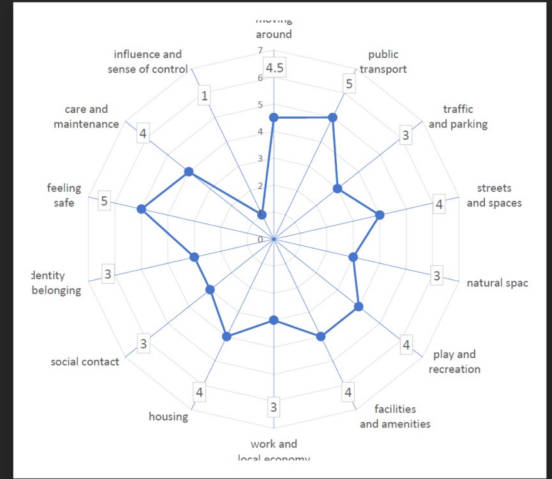 moving
around
7
4.5
6
5
4
3
2
0
public
transport
5
traffic
and parking
3
streets
and spaces
4
natural spac
3
play and
recreation
4
facilities
and amenities
4
work and
local economy
3
housing
4
social contact
3
dentity
belonging
3
feeling
safe
5
care and
maintenance
4
influence and
sense of control
1